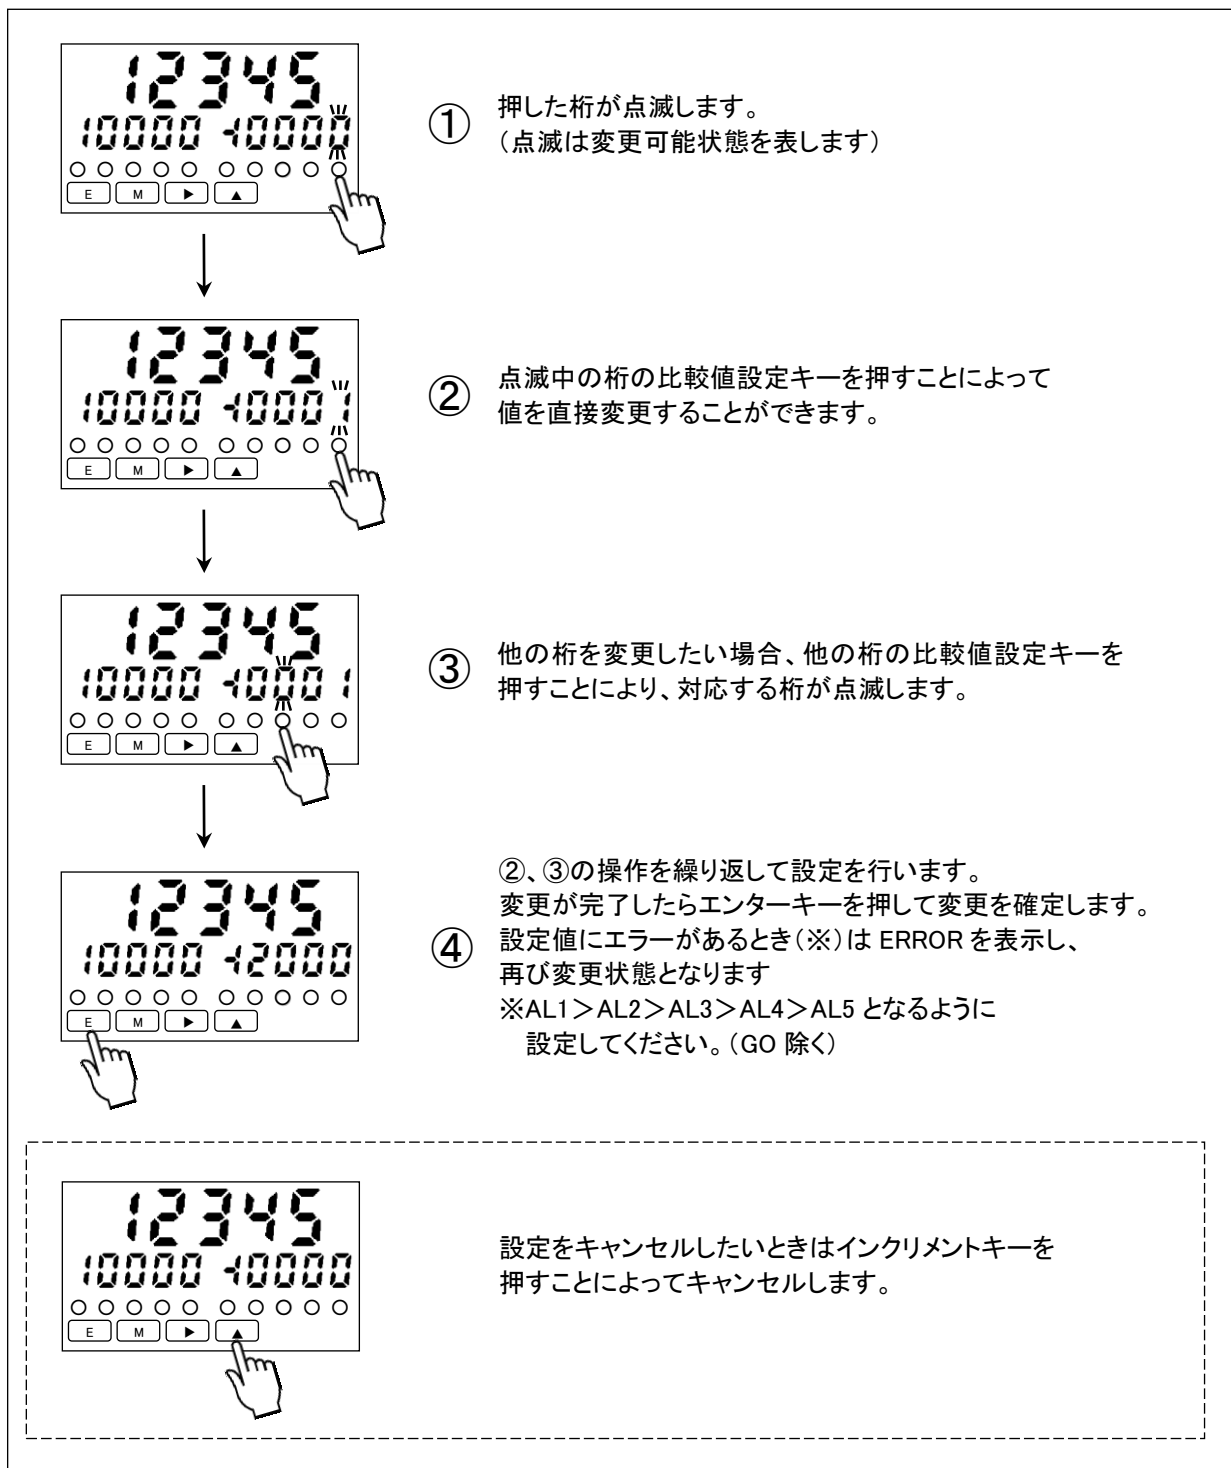 12345
10000 -10000
E M ▶ ▲
① 押した桁が点滅します。
（点滅は変更可能状態を表します）
12345
10000 -10001
E M ▶ ▲
② 点滅中の桁の比較値設定キーを押すことによって
値を直接変更することができます。
12345
10000 -10001
E M ▶ ▲
③ 他の桁を変更したい場合、他の桁の比較値設定キーを
押すことにより、対応する桁が点滅します。
12345
10000 -12000
E M ▶ ▲
④ ②、③の操作を繰り返して設定を行います。
変更が完了したらエンターキーを押して変更を確定します。
設定値にエラーがあるとき（※）は ERROR を表示し、
再び変更状態となります
※AL1＞AL2＞AL3＞AL4＞AL5 となるように
設定してください。（GO 除く）
12345
10000 -10000
E M ▶ ▲
設定をキャンセルしたいときはインクリメントキーを
押すことによってキャンセルします。